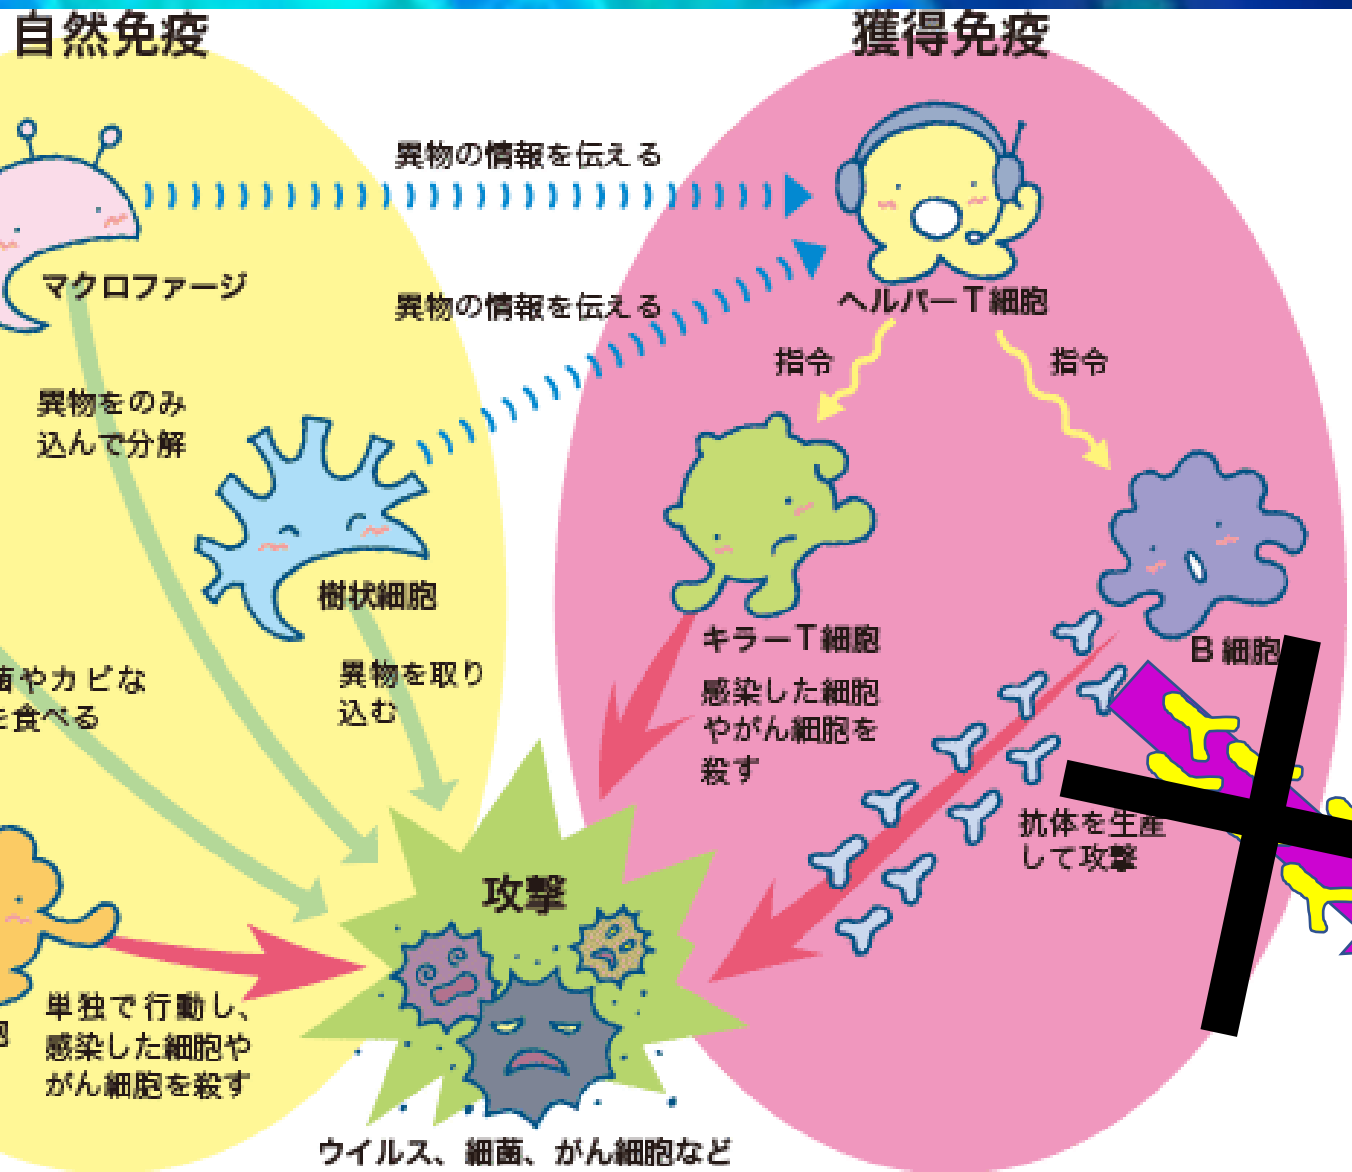 自然免疫
獲得免疫
異物の情報を伝える
マクロファージ
異物の情報を伝える
ヘルパーT細胞
指令
指令
異物をのみ
込んで分解
樹状細胞
キラーT細胞
B細胞
菌やカビな
を食べる
異物を取り
込む
感染した細胞
やがん細胞を
殺す
抗体を生産
して攻撃
攻撃
単独で行動し、
感染した細胞や
がん細胞を殺す
胞
ウイルス、細菌、がん細胞など